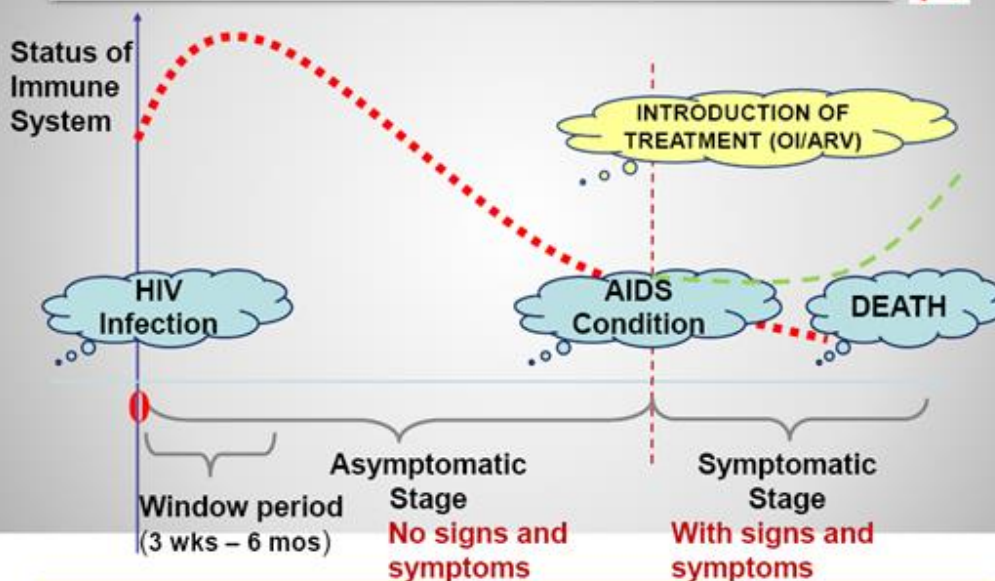 Status of
Immune
System
INTRODUCTION OF
TREATMENT (OI/ARV)
HIV
Infection
AIDS
Condition
DEATH
0
Window period
(3 wks – 6 mos)
Asymptomatic
Stage
No signs and
symptoms
Symptomatic
Stage
With signs and
symptoms